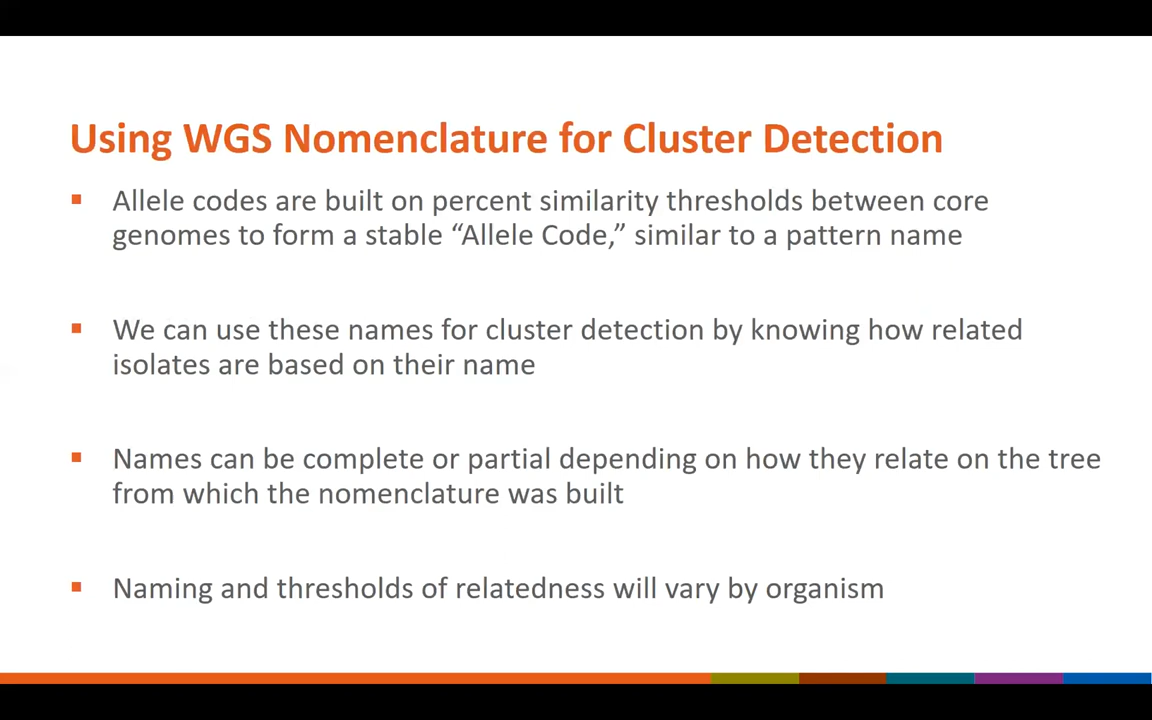 Using WGS Nomenclature for Cluster Detection
▪ Allele codes are built on percent similarity thresholds between core
genomes to form a stable “Allele Code,” similar to a pattern name
▪ We can use these names for cluster detection by knowing how related
isolates are based on their name
▪ Names can be complete or partial depending on how they relate on the tree
from which the nomenclature was built
▪ Naming and thresholds of relatedness will vary by organism